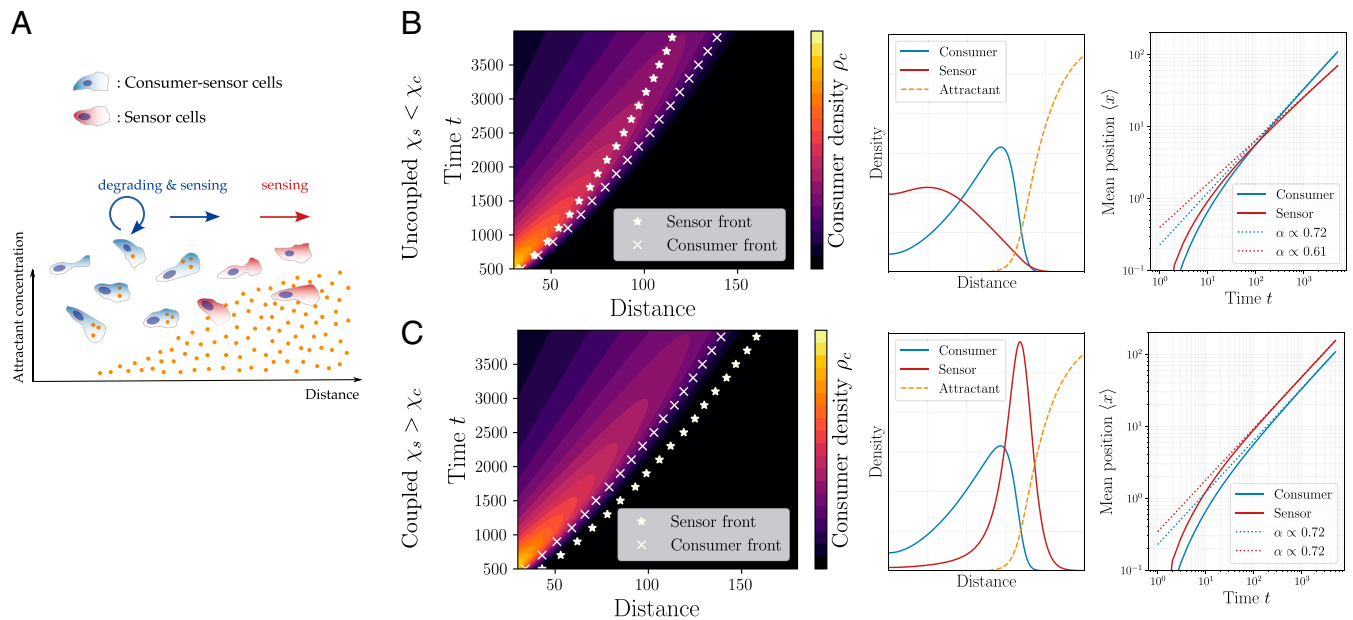 A
: Consumer-sensor cells
: Sensor cells
degrading & sensing
sensing
Attractant concentration
Distance
B
Uncoupled χs < χc
Time t
3500
3000
2500
2000
1500
1000
500
50
100
150
Distance
Sensor front
Consumer front
Consumer density ρc
Consumer
Sensor
Attractant
Density
Distance
Mean position ⟨x⟩
10²
10¹
10⁰
10⁻¹
10⁰
10¹
10²
10³
Time t
Consumer
Sensor
α ∝ 0.72
α ∝ 0.61
C
Coupled χs > χc
Time t
3500
3000
2500
2000
1500
1000
500
50
100
150
Distance
Sensor front
Consumer front
Consumer density ρc
Consumer
Sensor
Attractant
Density
Distance
Mean position ⟨x⟩
10²
10¹
10⁰
10⁻¹
10⁰
10¹
10²
10³
Time t
Consumer
Sensor
α ∝ 0.72
α ∝ 0.72